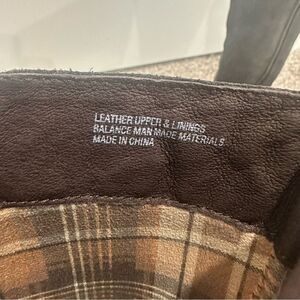 LEATHER UPPER & LININGS
BALANCE MAN MADE MATERIALS
MADE IN CHINA